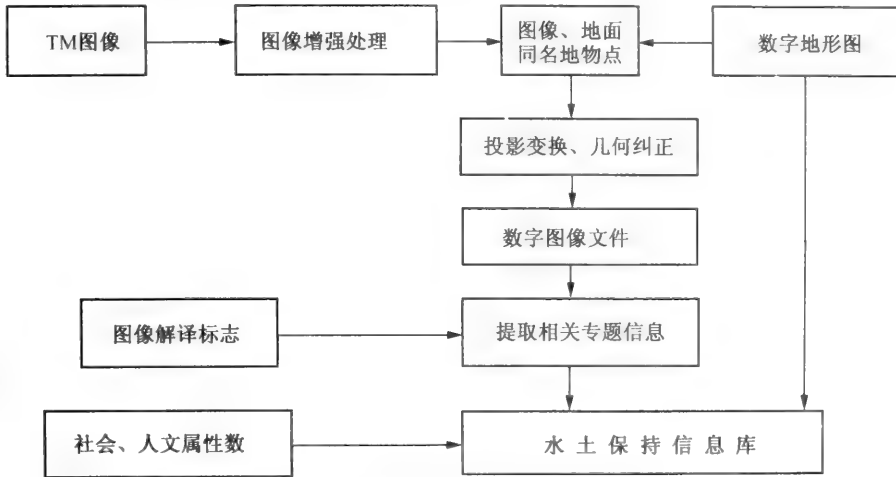 TM图像
图像增强处理
图像、地面
同名地物点
数字地形图
投影变换、几何纠正
数字图像文件
图像解译标志
提取相关专题信息
社会、人文属性数
水土保持信息库